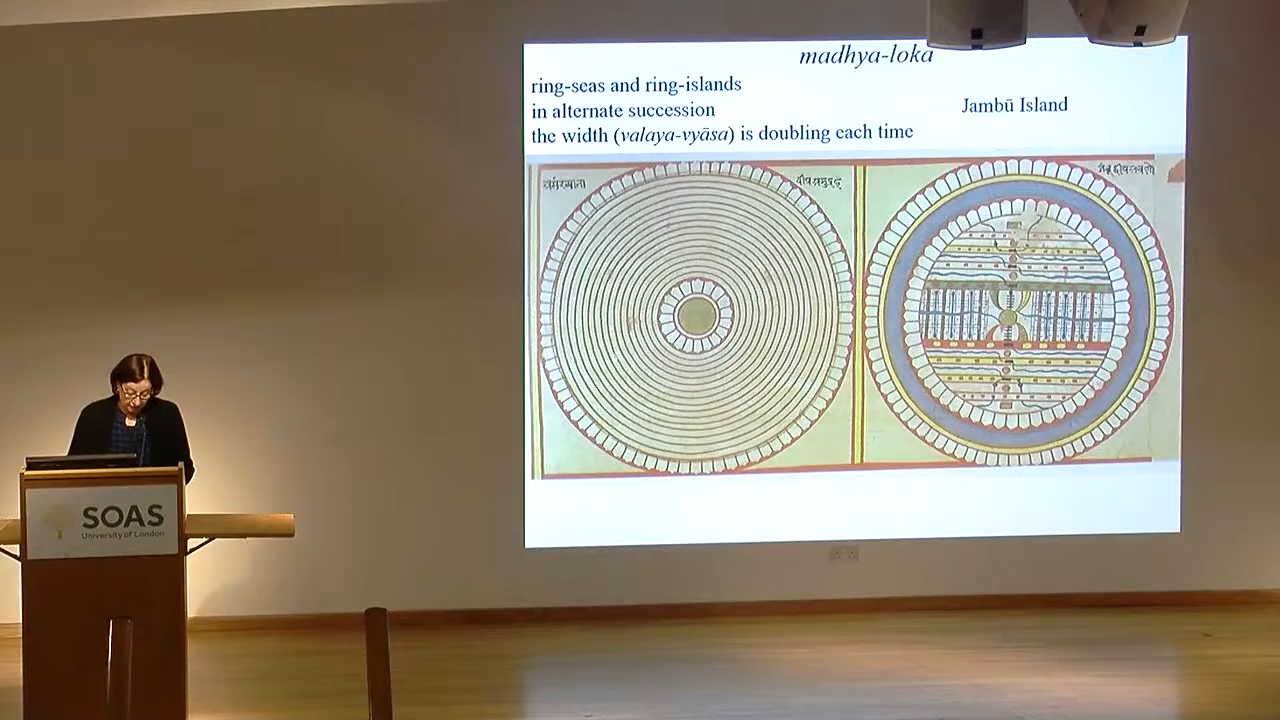 madhya-loka
ring-seas and ring-islands
in alternate succession
the width (valaya-vyāsa) is doubling each time
Jambū Island
SOAS
University of London